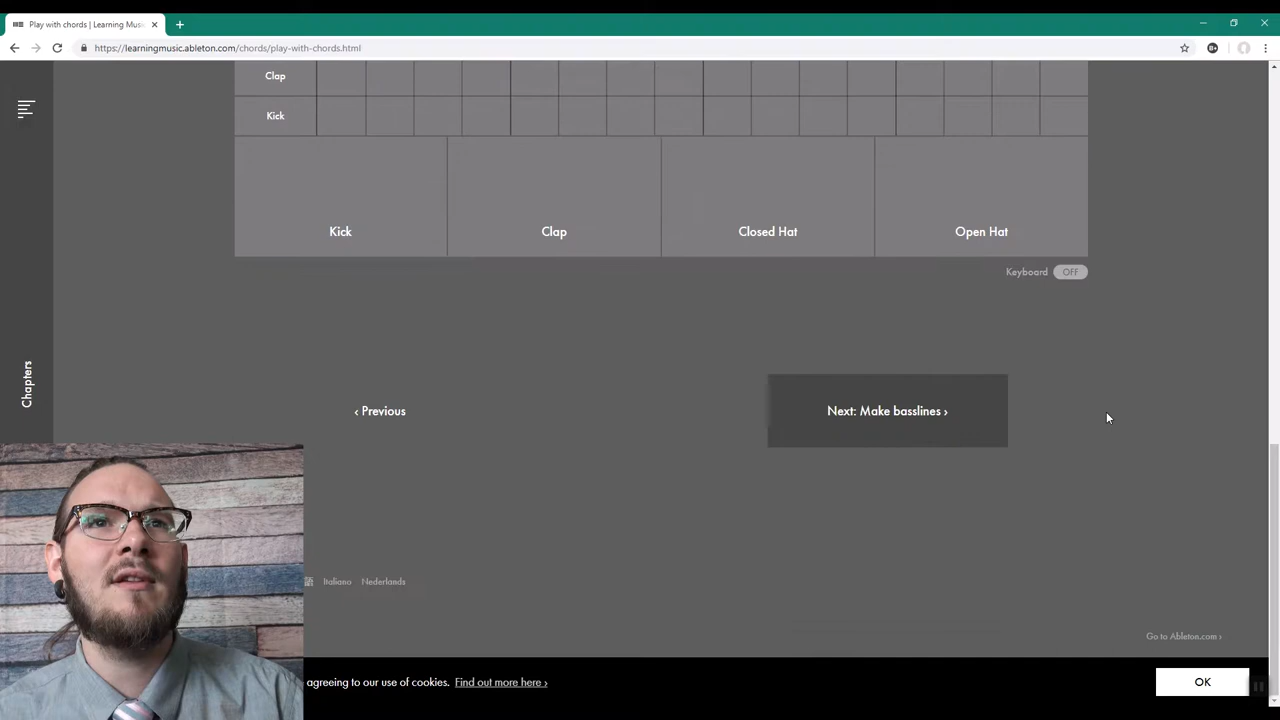 Play with chords | Learning Musi
https://learningmusic.ableton.com/chords/play-with-chords.html
Clap
Kick
Kick Clap Closed Hat Open Hat
Keyboard OFF
Chapters
‹ Previous Next: Make basslines ›
Italiano Nederlands
Go to Ableton.com ›
agreeing to our use of cookies. Find out more here › OK